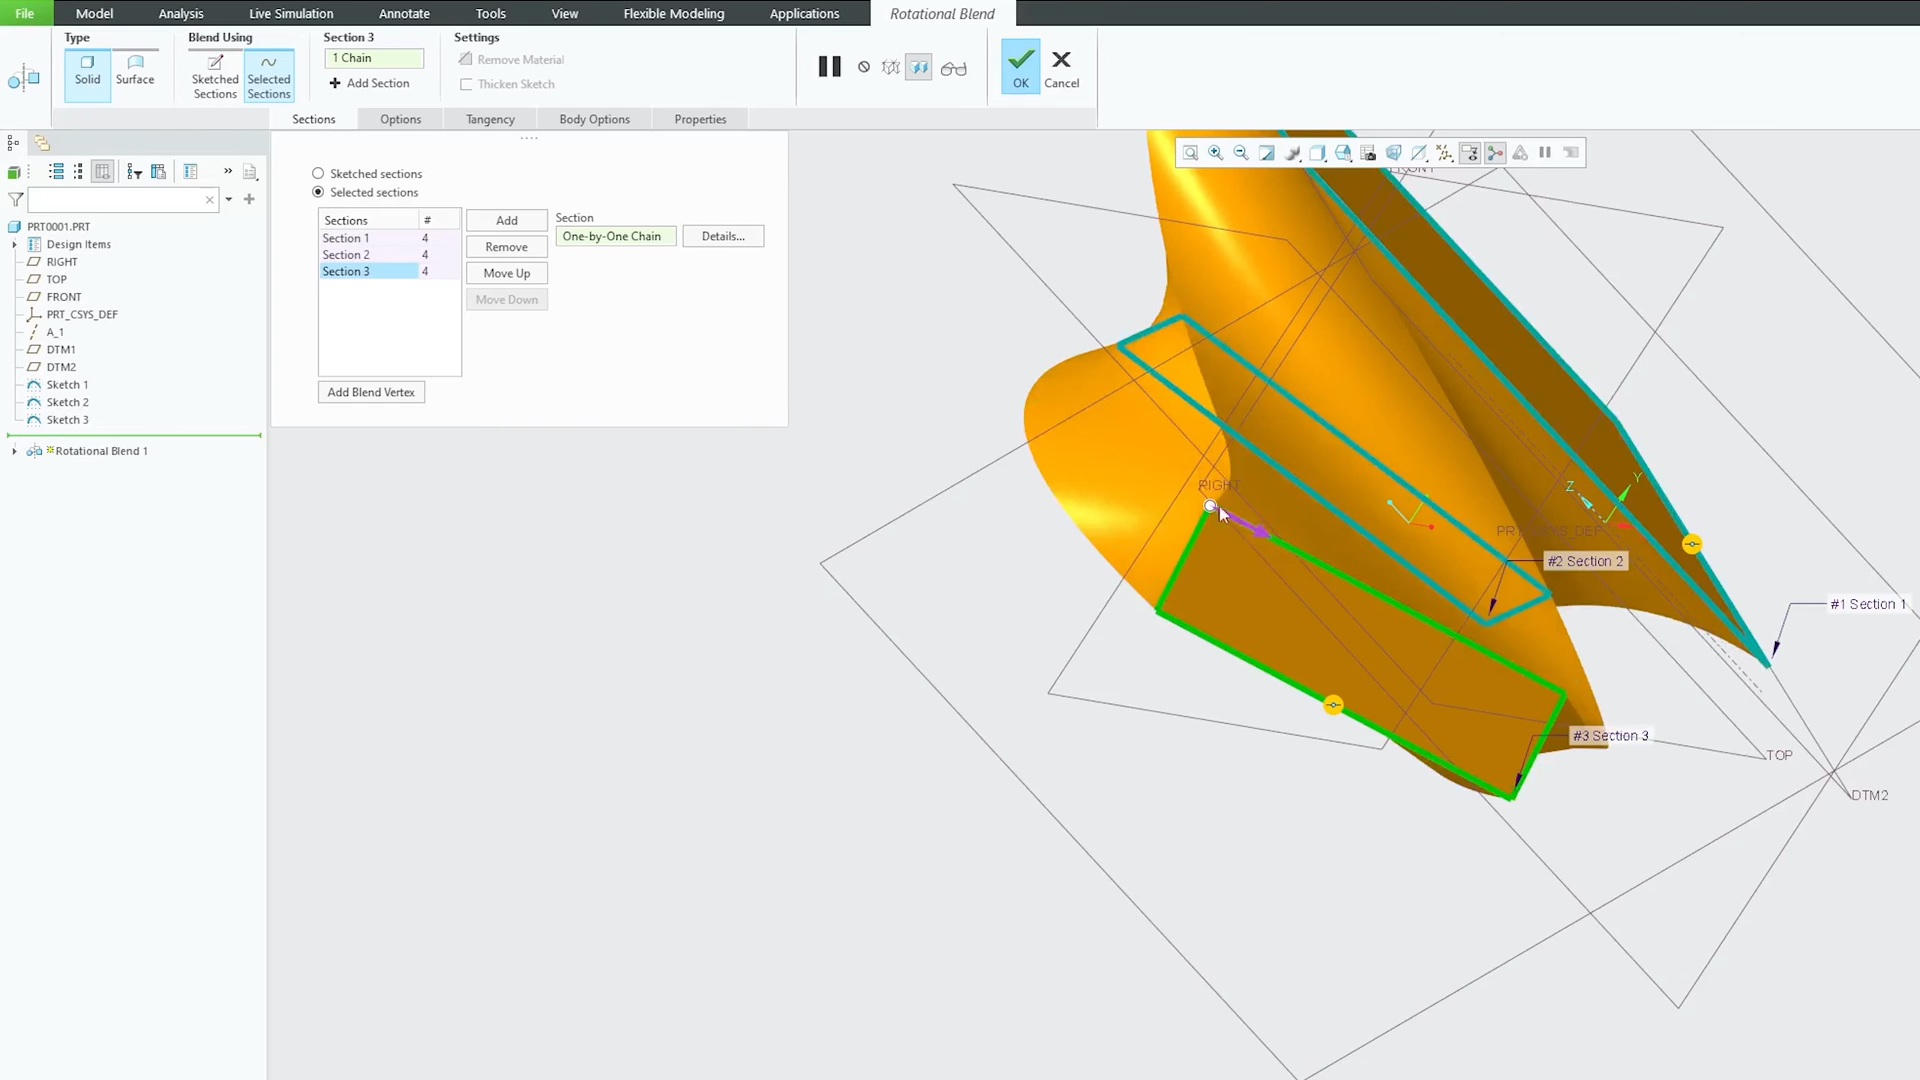 File Model Analysis Live Simulation Annotate Tools View Flexible Modeling Applications Rotational Blend
Type Blend Using Section 3 Settings
Solid Surface Sketched Sections Selected Sections
1 Chain
Add Section
Remove Material
Thicken Sketch
OK Cancel
Sections Options Tangency Body Options Properties
Sketched sections
Selected sections
Sections #
Section 1 4
Section 2 4
Section 3 4
Add
Remove
Move Up
Move Down
Section
One-by-One Chain Details...
Add Blend Vertex
PRT0001.PRT
Design Items
RIGHT
TOP
FRONT
PRT_CSYS_DEF
A_1
DTM1
DTM2
Sketch 1
Sketch 2
Sketch 3
Rotational Blend 1
FRONT
RIGHT
Z
Y
#2 Section 2
#1 Section 1
#3 Section 3
TOP
DTM2